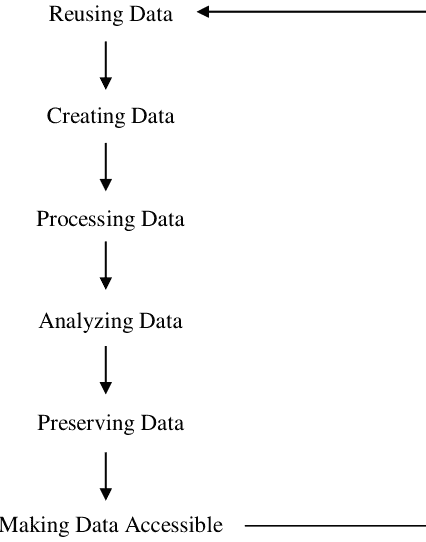 Reusing Data
Creating Data
Processing Data
Analyzing Data
Preserving Data
Making Data Accessible